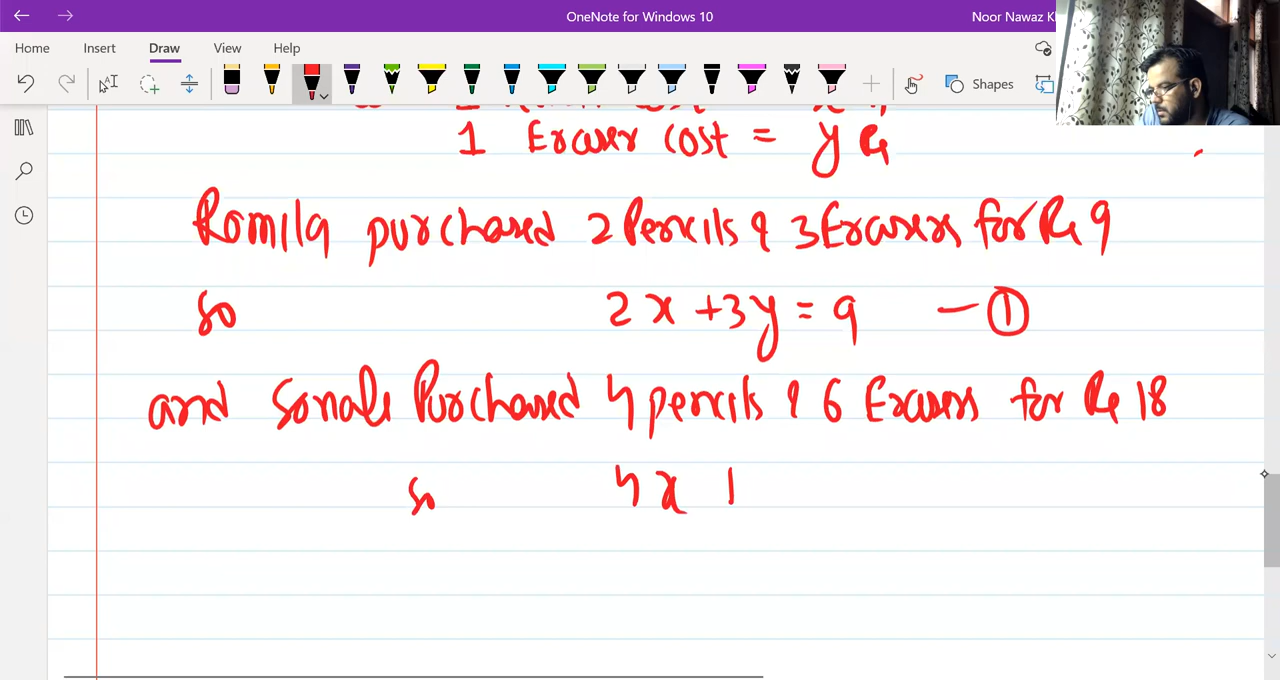 OneNote for Windows 10
Noor Nawaz Kh
Home Insert Draw View Help
Shapes
1 Eraser cost = y Rs
Romila purchased 2 Pencils & 3 Erasers for Rs 9
so 2x + 3y = 9 — ①
and Sonali Purchased 4 pencils & 6 Erasers for Rs 18
so 4x